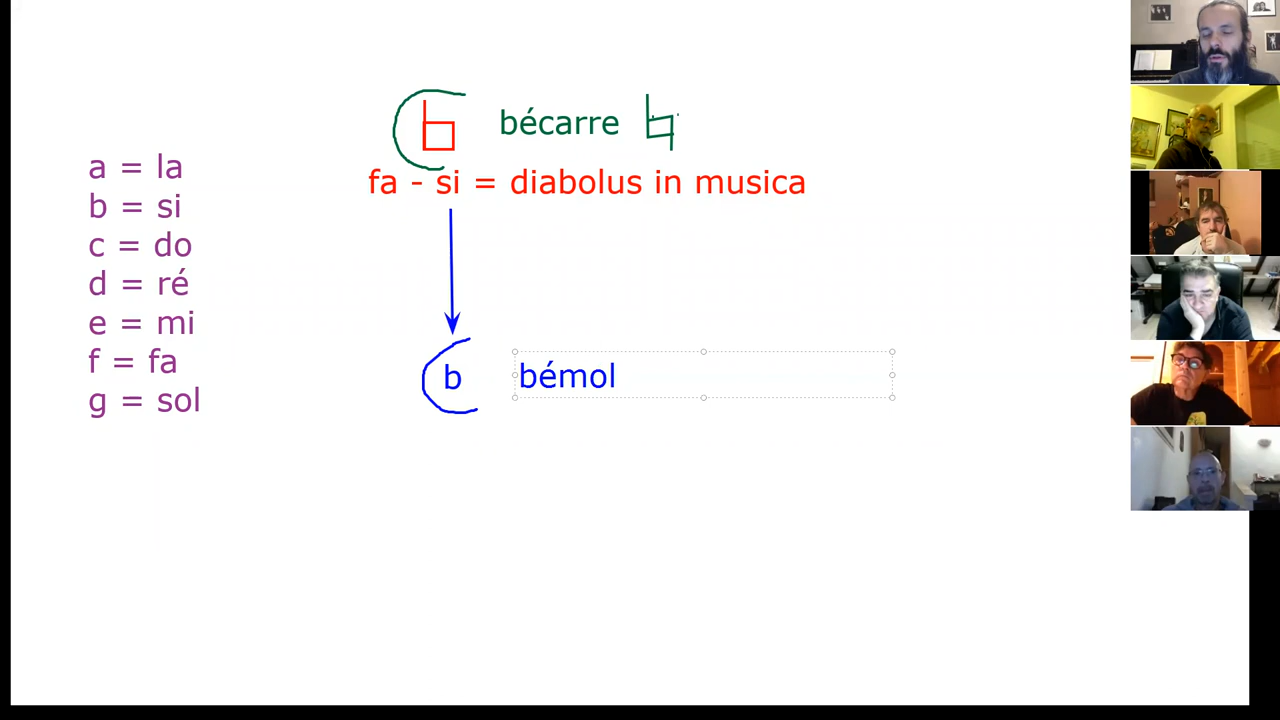 bécarre ♮
a = la
fa - si = diabolus in musica
b = si
c = do
d = ré
e = mi
f = fa
b bémol
g = sol